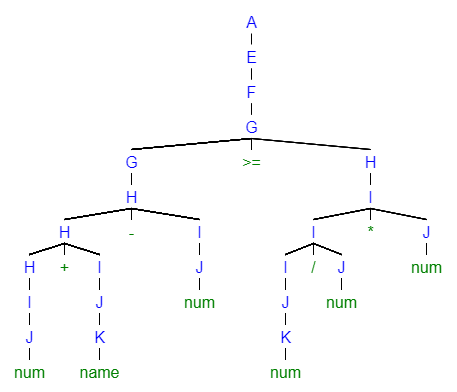 A
E
F
G
G >= H
H I
H - I I * J
H + I J I / J num
I J num J num
J K K
num name num